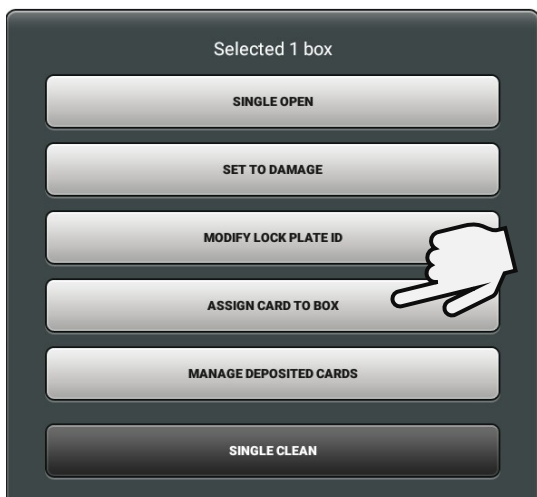 Selected 1 box
SINGLE OPEN
SET TO DAMAGE
MODIFY LOCK PLATE ID
ASSIGN CARD TO BOX
MANAGE DEPOSITED CARDS
SINGLE CLEAN